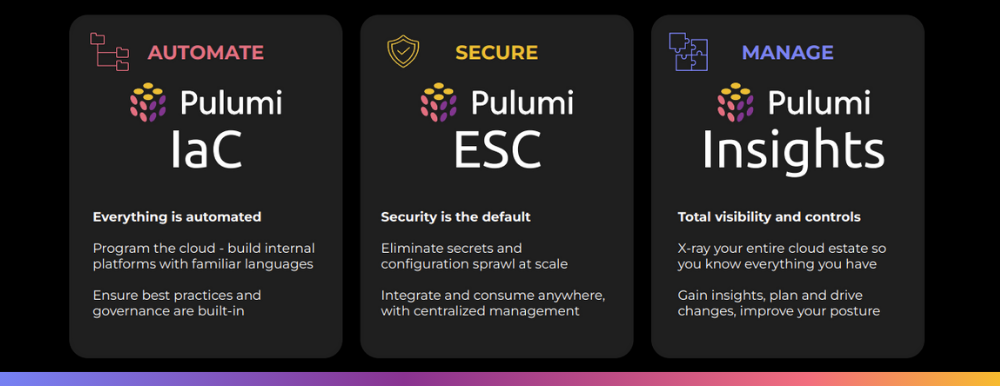 AUTOMATE
Pulumi
IaC
Everything is automated
Program the cloud - build internal
platforms with familiar languages
Ensure best practices and
governance are built-in
SECURE
Pulumi
ESC
Security is the default
Eliminate secrets and
configuration sprawl at scale
Integrate and consume anywhere,
with centralized management
MANAGE
Pulumi
Insights
Total visibility and controls
X-ray your entire cloud estate so
you know everything you have
Gain insights, plan and drive
changes, improve your posture